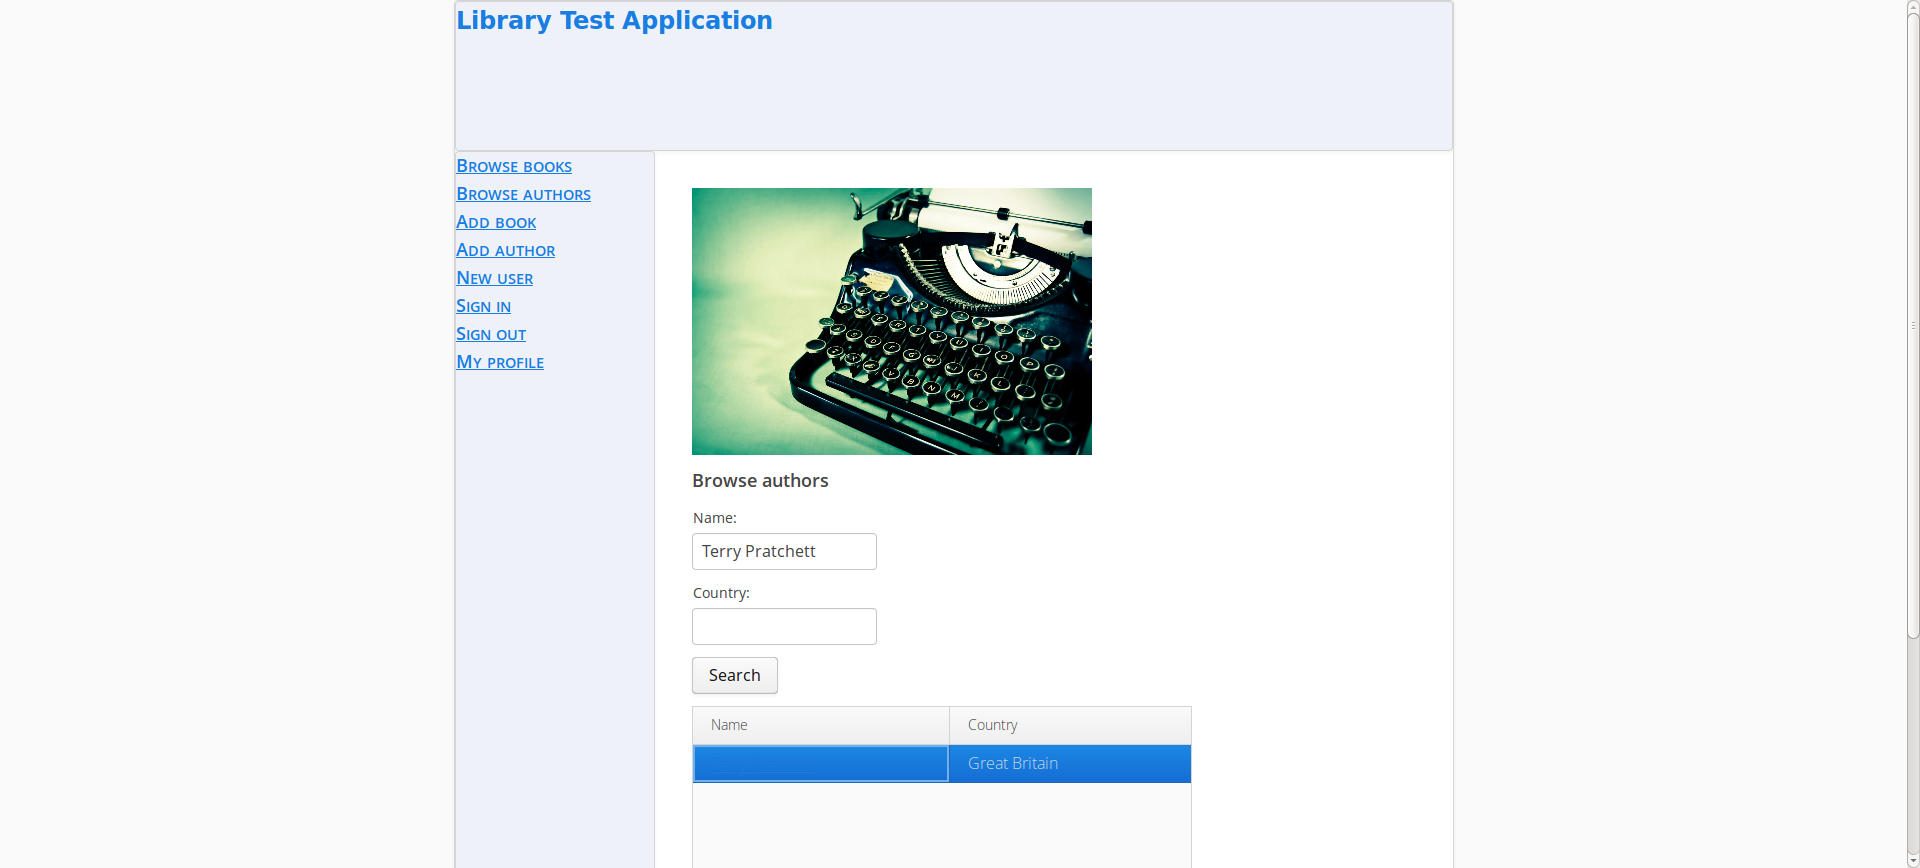 Library Test Application
Browse books
Browse authors
Add book
Add author
New user
Sign in
Sign out
My profile
Browse authors
Name:
Terry Pratchett
Country:
Search
Name Country
Great Britain